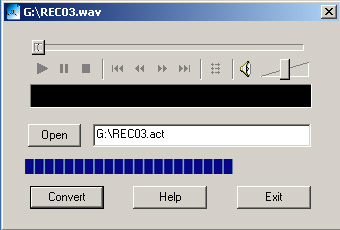 G:\REC03.wav
Open
G:\REC03.act
Convert
Help
Exit